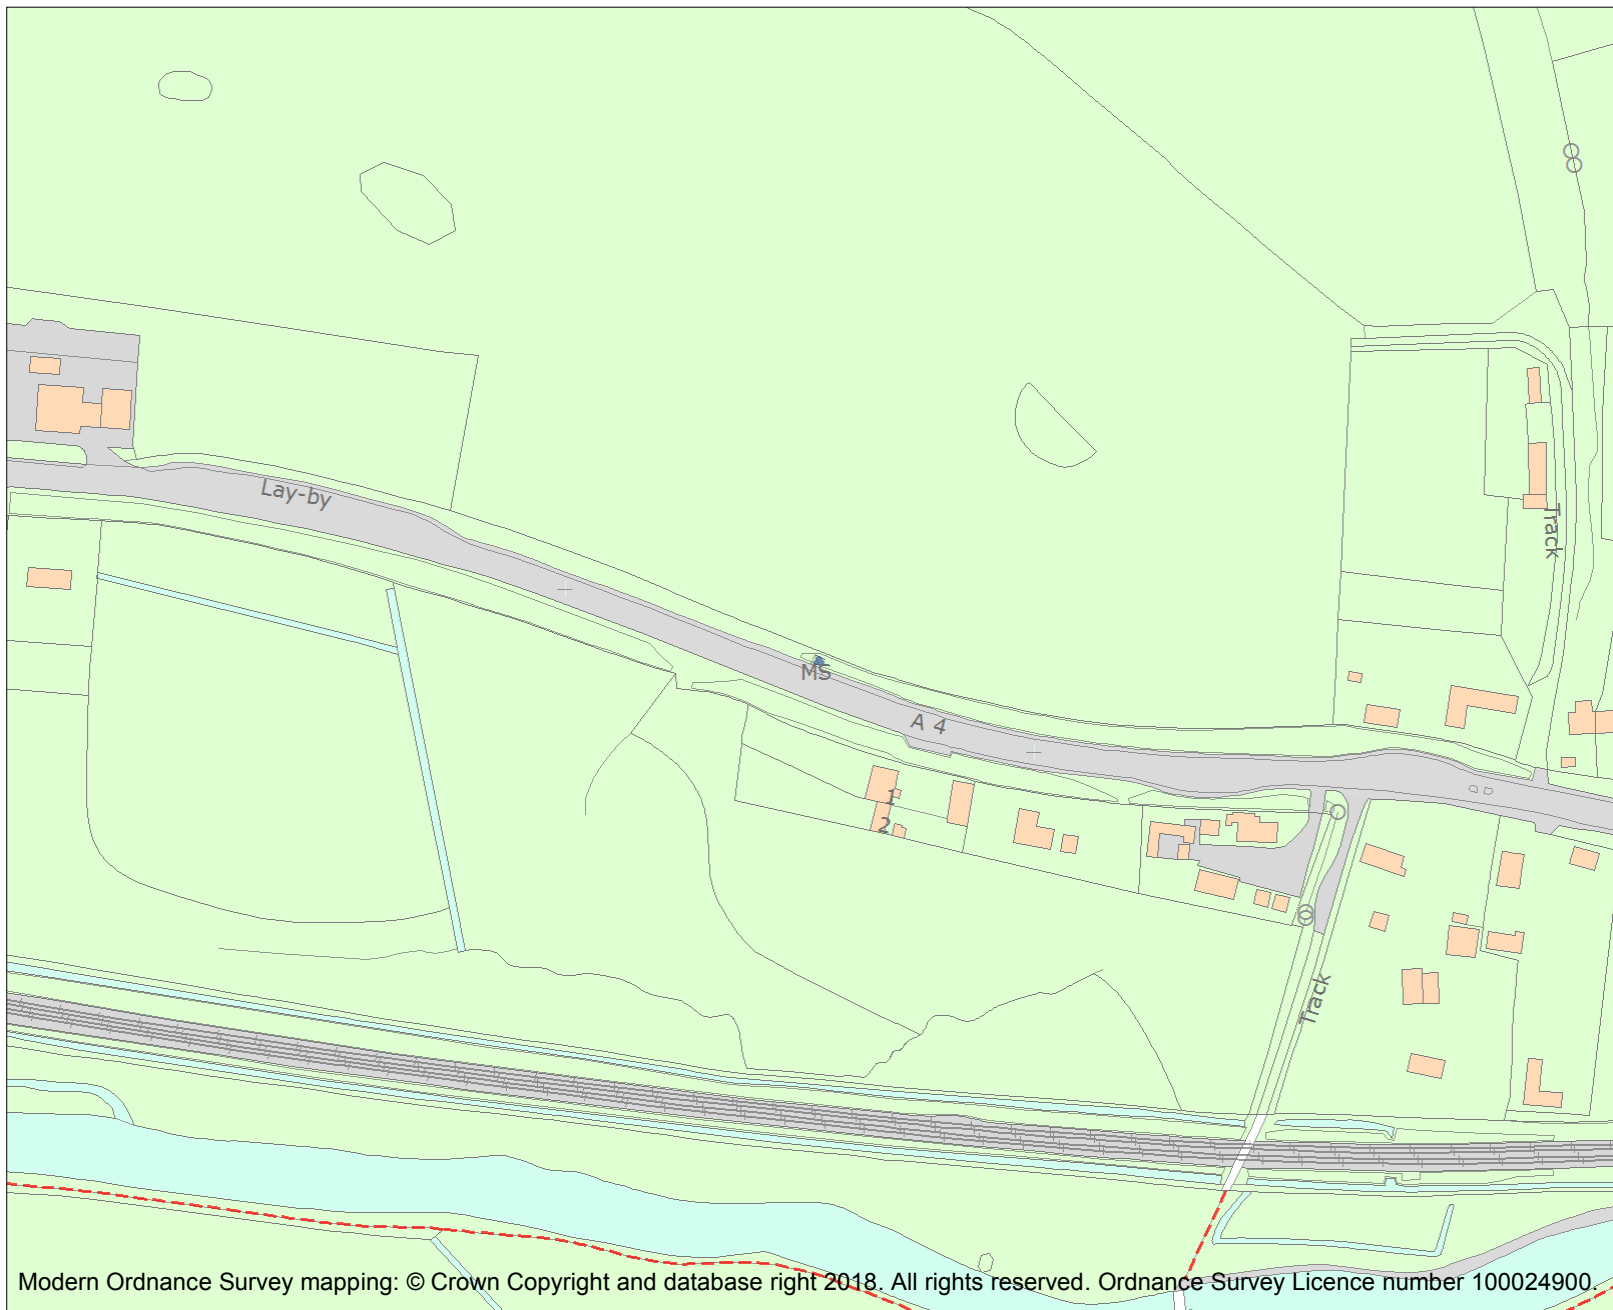 Lay-by
Track
MS
A 4
1
2
Track
Modern Ordnance Survey mapping: © Crown Copyright and database right 2018. All rights reserved. Ordnance Survey Licence number 100024900.